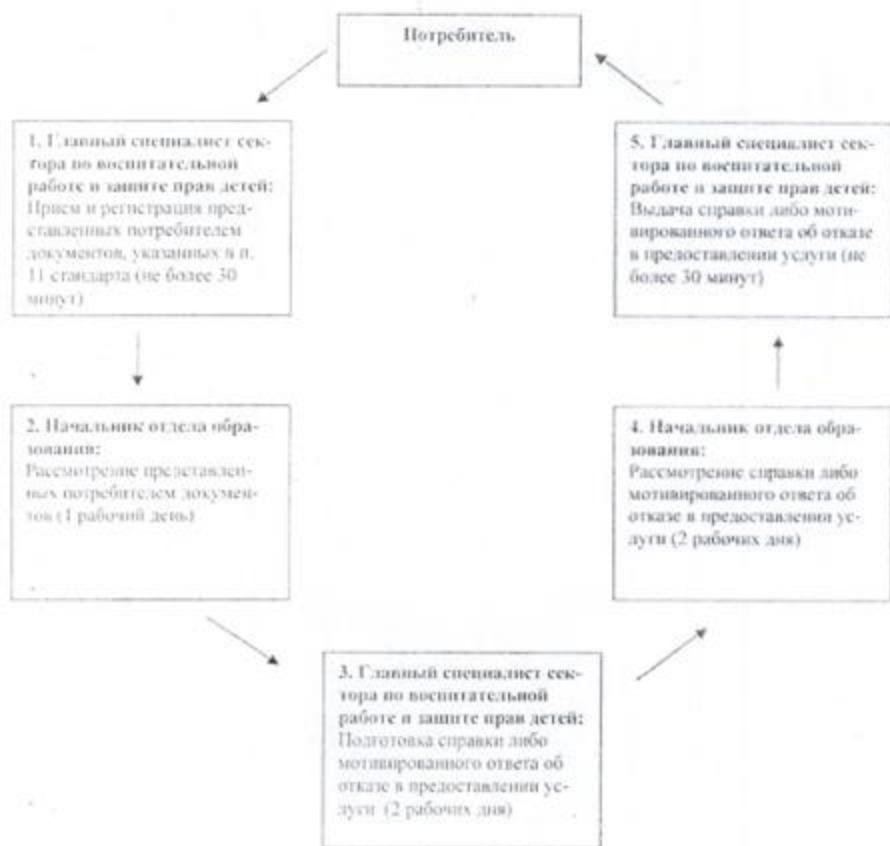 Потребитель
1. Главный специалист сек-
тора по воспитательной
работе и защите прав детей:
Прием и регистрация пред-
ставленных потребителем
документов, указанных в п.
11 стандарта (не более 30
минут)
2. Начальник отдела обра-
зования:
Рассмотрение представлен-
ных потребителем докумен-
тов (1 рабочий день)
3. Главный специалист сек-
тора по воспитательной
работе и защите прав детей:
Подготовка справки либо
мотивированного ответа об
отказе в предоставлении ус-
луги (2 рабочих дня)
4. Начальник отдела обра-
зования:
Рассмотрение справки либо
мотивированного ответа об
отказе в предоставлении ус-
луги (2 рабочих дня)
5. Главный специалист сек-
тора по воспитательной
работе и защите прав детей:
Выдача справки либо моти-
вированного ответа об отказе
в предоставлении услуги (не
более 30 минут)